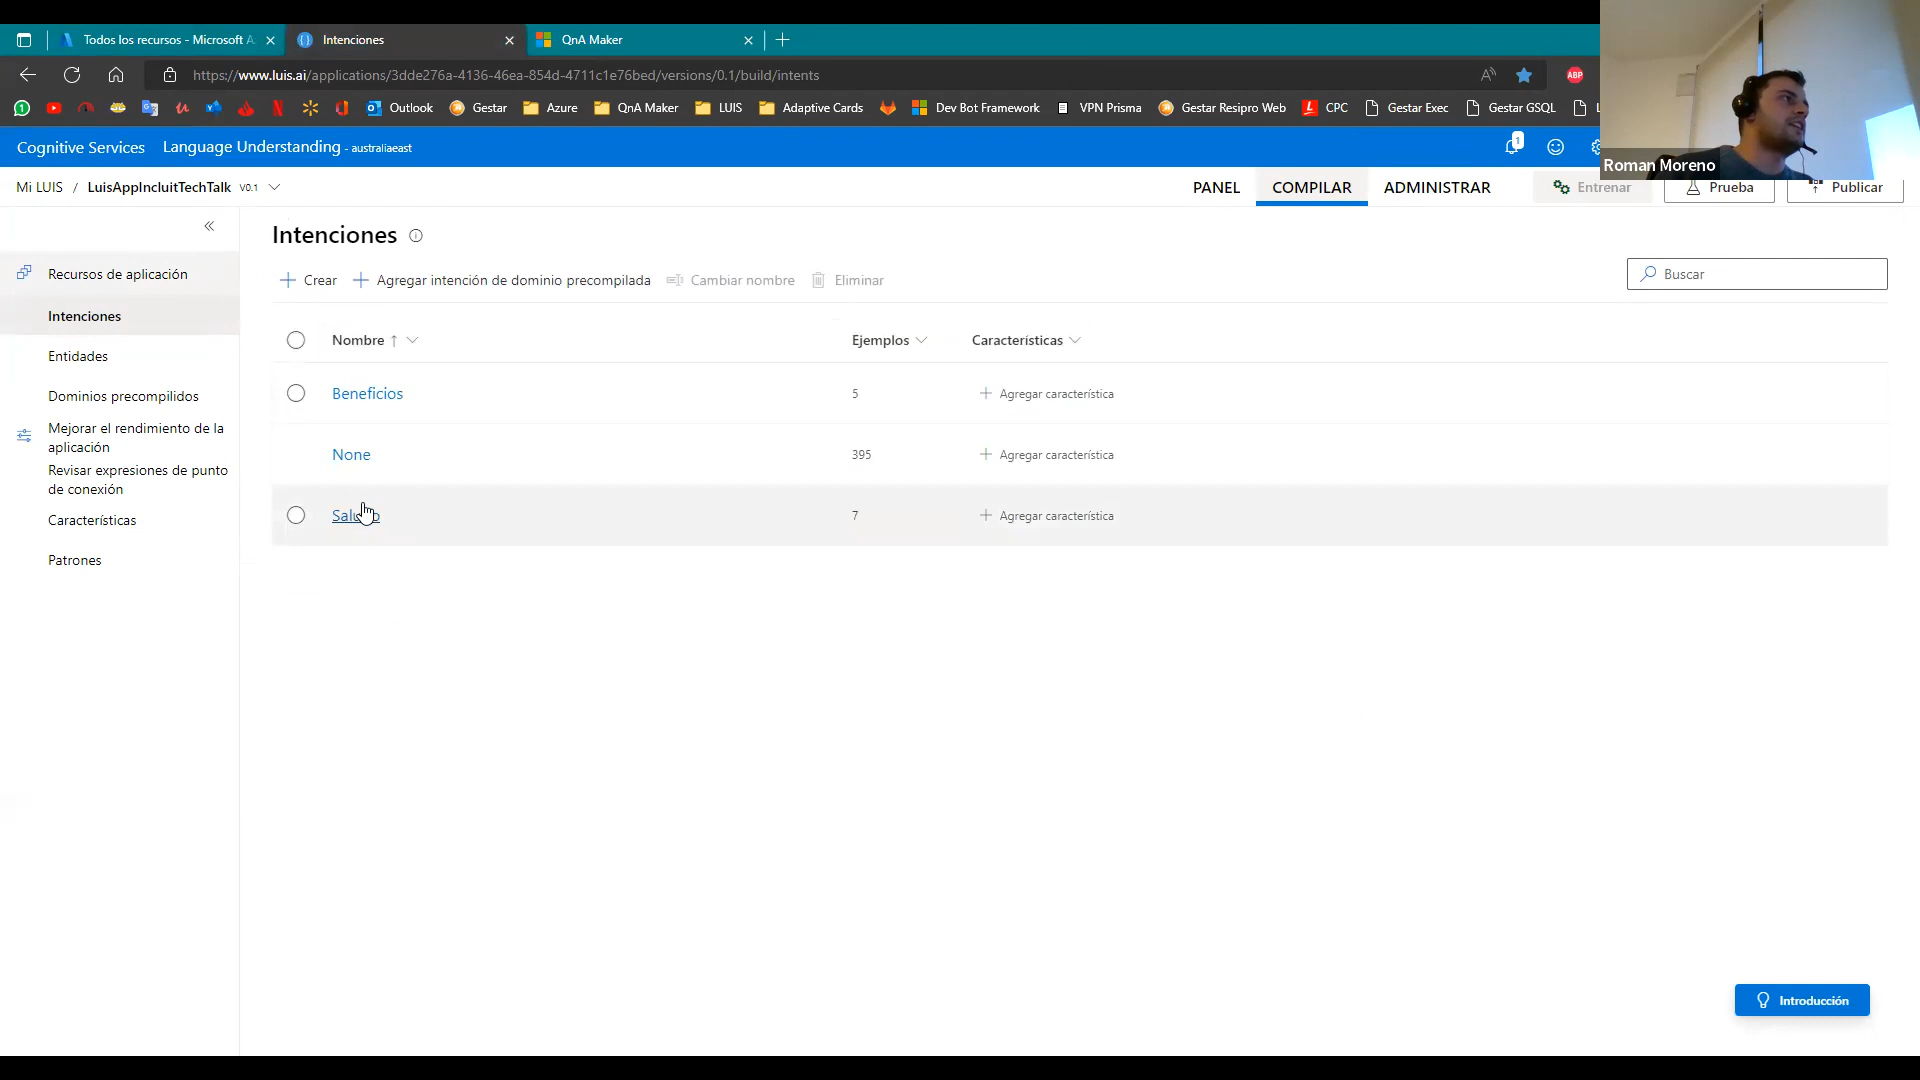 Todos los recursos - Microsoft A
Intenciones
QnA Maker
https://www.luis.ai/applications/3dde276a-4136-46ea-854d-4711c1e76bed/versions/0.1/build/intents
ABP
Outlook
Gestar
Azure
QnA Maker
LUIS
Adaptive Cards
Dev Bot Framework
VPN Prisma
Gestar Resipro Web
CPC
Gestar Exec
Gestar GSQL
Roman Moreno
Cognitive Services
Language Understanding - australiaeast
1
Mi LUIS / LuisAppIncluitTechTalk V0.1
PANEL
COMPILAR
ADMINISTRAR
Entrenar
Prueba
Publicar
Recursos de aplicación
Intenciones
Entidades
Dominios precompilidos
Mejorar el rendimiento de la
aplicación
Revisar expresiones de punto
de conexión
Características
Patrones
Intenciones
Crear
Agregar intención de dominio precompilada
Cambiar nombre
Eliminar
Buscar
Nombre ↑
Ejemplos
Características
Beneficios
5
Agregar característica
None
395
Agregar característica
7
Agregar característica
Introducción